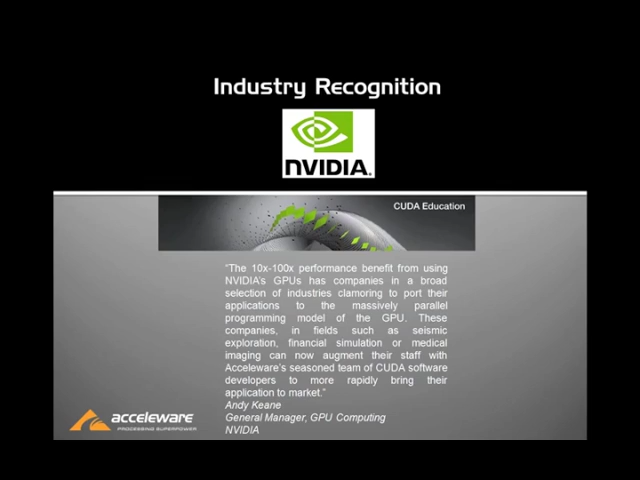 Industry Recognition
NVIDIA.
CUDA Education
"The 10x-100x performance benefit from using
NVIDIA's GPUs has companies in a broad
selection of industries clamoring to port their
applications to the massively parallel
programming model of the GPU. These
companies, in fields such as seismic
exploration, financial simulation or medical
imaging can now augment their staff with
Acceleware's seasoned team of CUDA software
developers to more rapidly bring their
application to market."
Andy Keane
General Manager, GPU Computing
NVIDIA
acceleware
PROCESSING SUPERPOWER